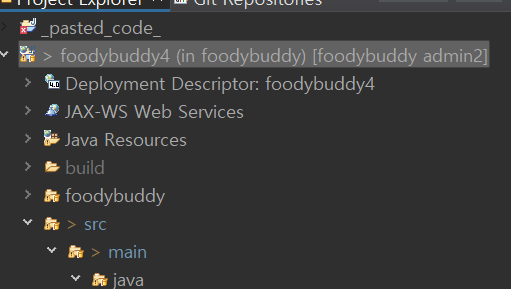 Project Explorer Git Repositories
_pasted_code_
> foodybuddy4 (in foodybuddy) [foodybuddy admin2]
Deployment Descriptor: foodybuddy4
JAX-WS Web Services
Java Resources
build
foodybuddy
> src
> main
java